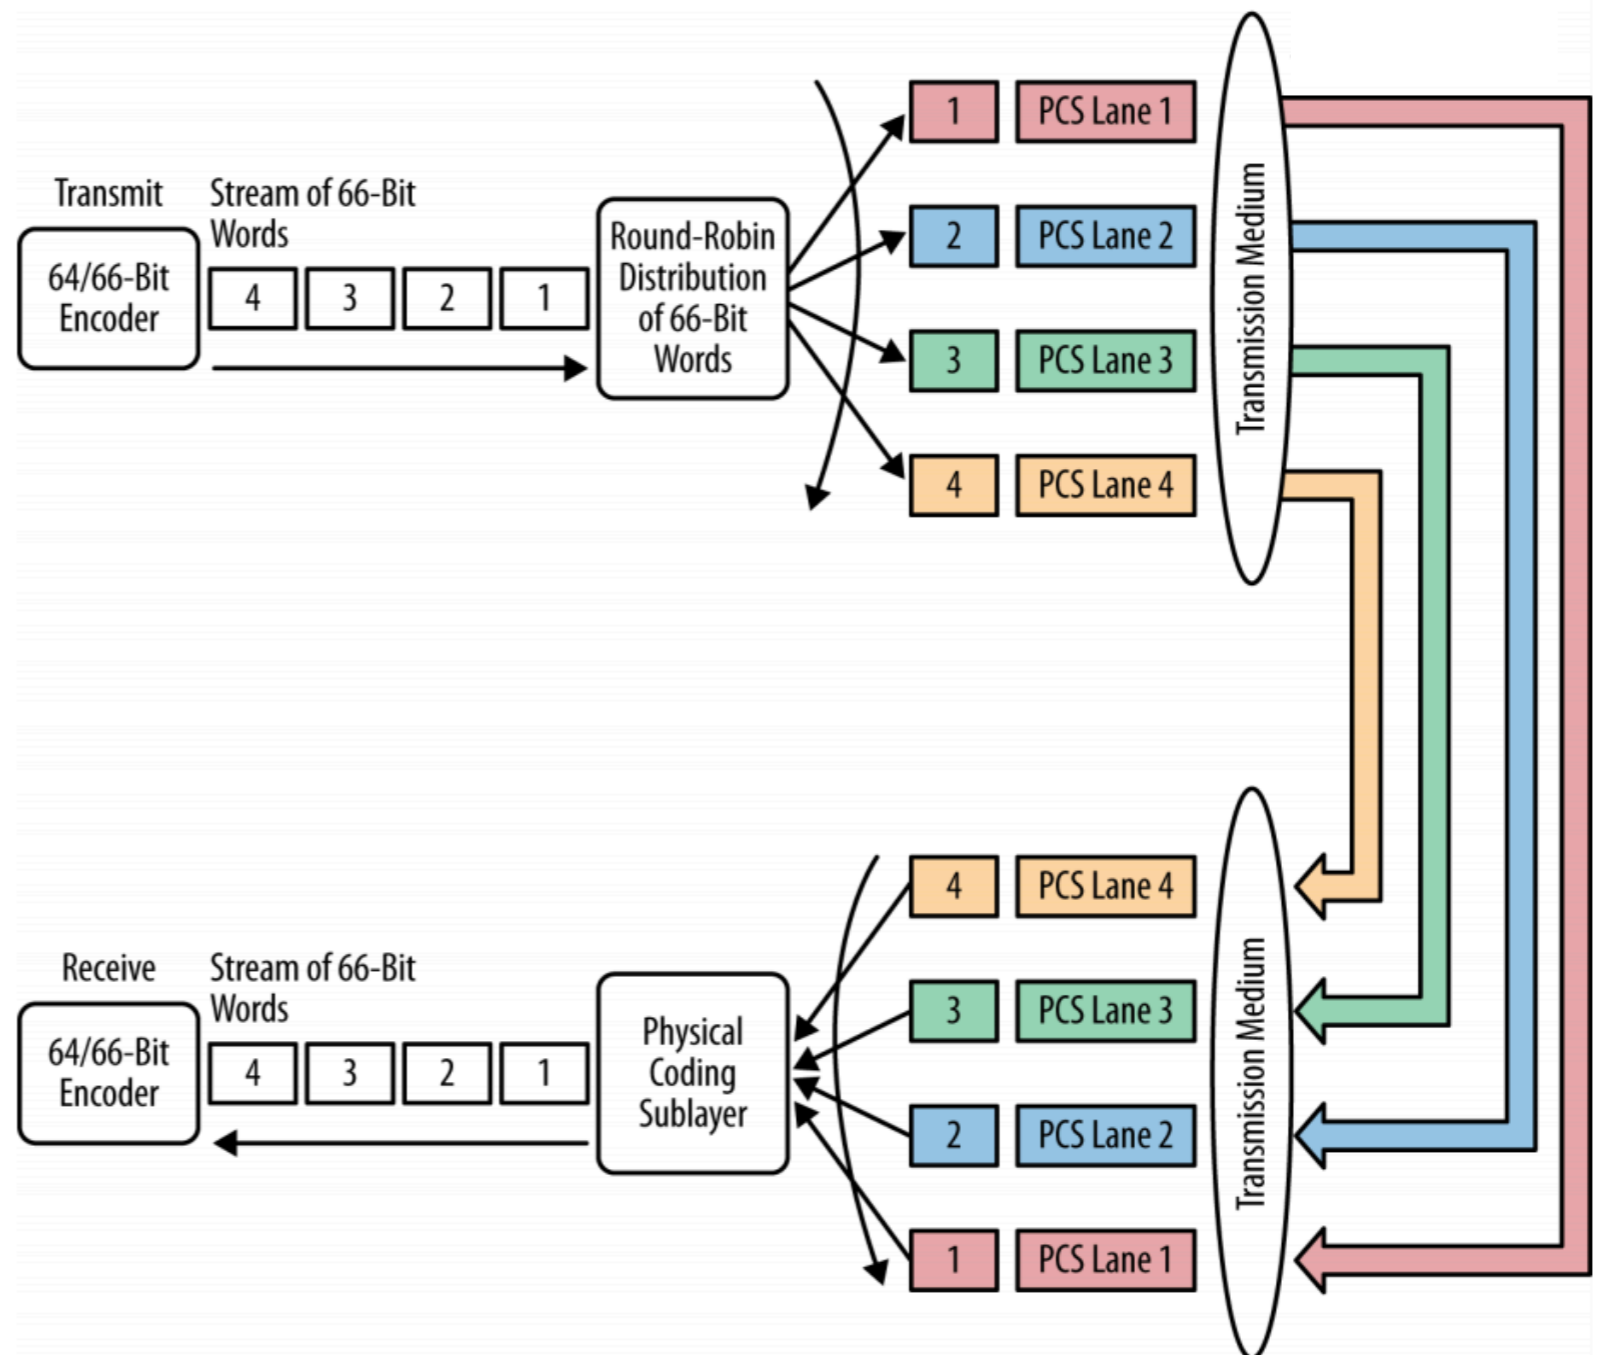 Transmit
Stream of 66-Bit
Words
64/66-Bit
Encoder
4 3 2 1
Round-Robin
Distribution
of 66-Bit
Words
1 PCS Lane 1
2 PCS Lane 2
3 PCS Lane 3
4 PCS Lane 4
Transmission Medium
Receive
Stream of 66-Bit
Words
64/66-Bit
Encoder
4 3 2 1
Physical
Coding
Sublayer
4 PCS Lane 4
3 PCS Lane 3
2 PCS Lane 2
1 PCS Lane 1
Transmission Medium